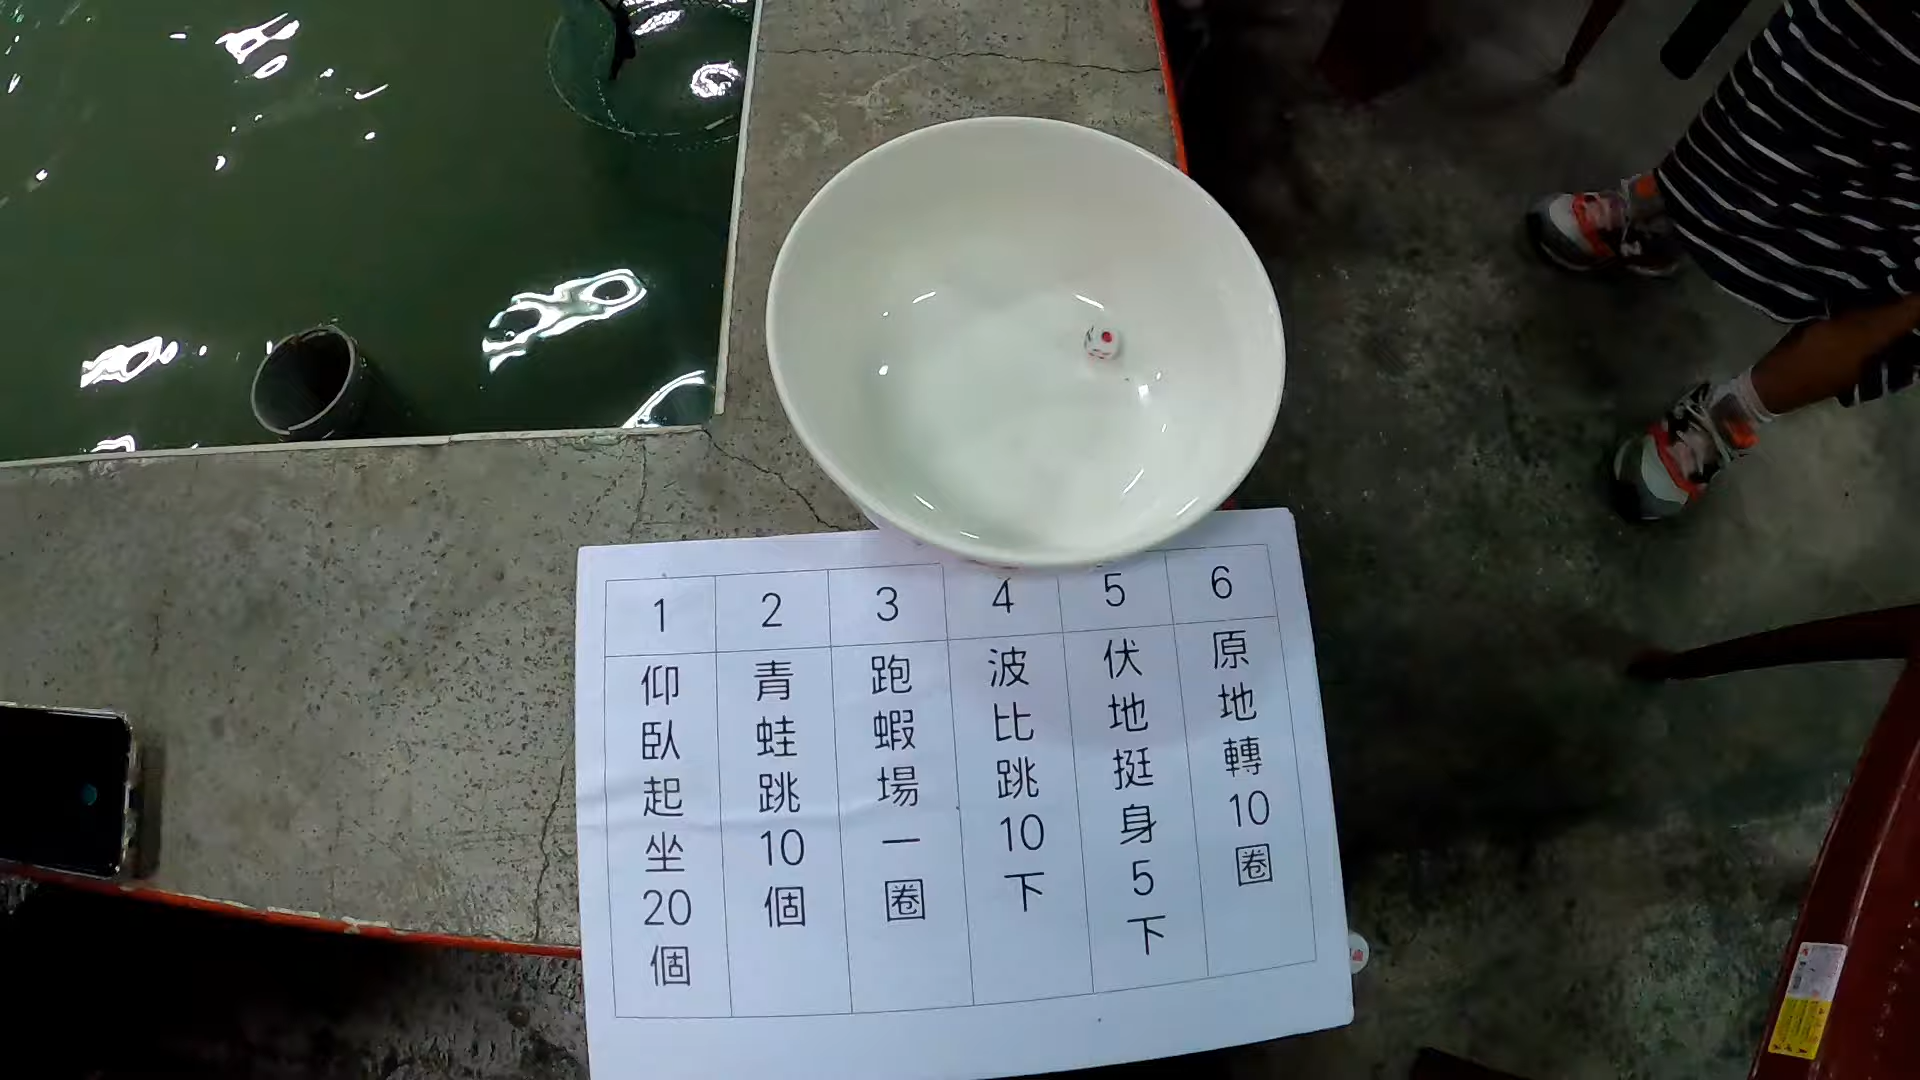 1 2 3 4 5 6
仰臥起坐20個
青蛙跳10個
跑蝦場一圈
波比跳10下
伏地挺身5下
原地轉10圈